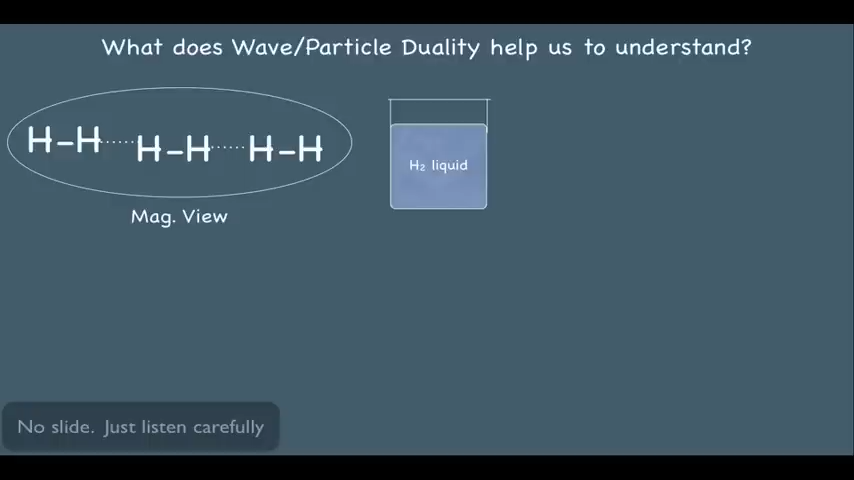 What does Wave/Particle Duality help us to understand?
H–H......H–H......H–H
H₂ liquid
Mag. View
No slide. Just listen carefully